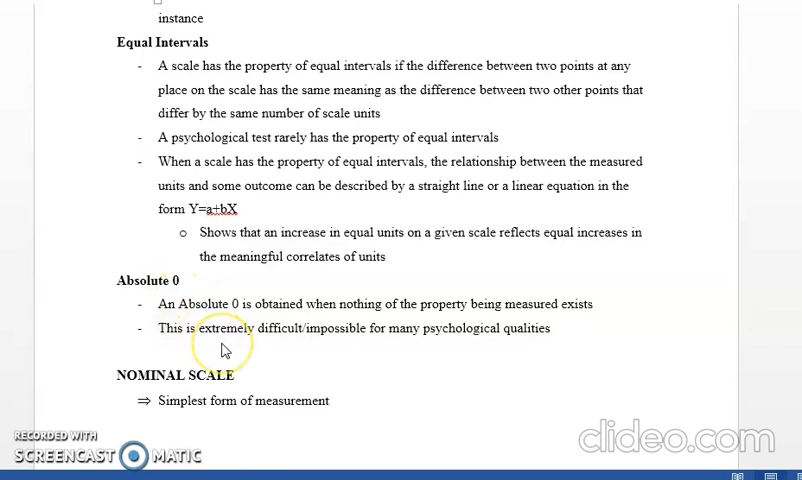 instance
Equal Intervals
- A scale has the property of equal intervals if the difference between two points at any
place on the scale has the same meaning as the difference between two other points that
differ by the same number of scale units
- A psychological test rarely has the property of equal intervals
- When a scale has the property of equal intervals, the relationship between the measured
units and some outcome can be described by a straight line or a linear equation in the
form Y=a+bX
o Shows that an increase in equal units on a given scale reflects equal increases in
the meaningful correlates of units
Absolute 0
- An Absolute 0 is obtained when nothing of the property being measured exists
- This is extremely difficult/impossible for many psychological qualities
NOMINAL SCALE
⇒ Simplest form of measurement
RECORDED WITH
SCREENCAST MATIC
clideo.com